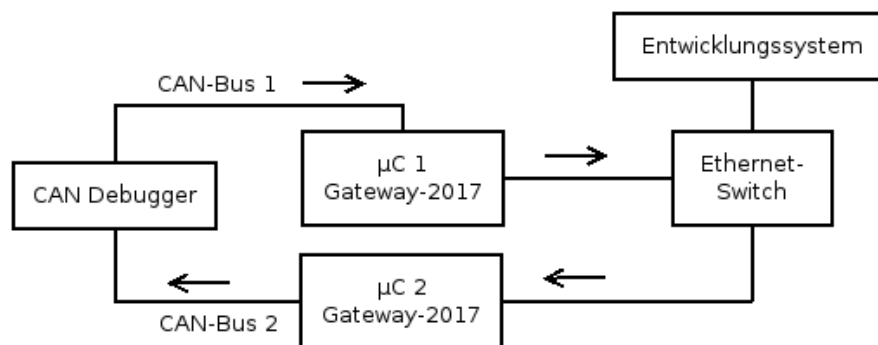 Entwicklungssystem
CAN-Bus 1
µC 1
Gateway-2017
Ethernet-
Switch
CAN Debugger
µC 2
Gateway-2017
CAN-Bus 2